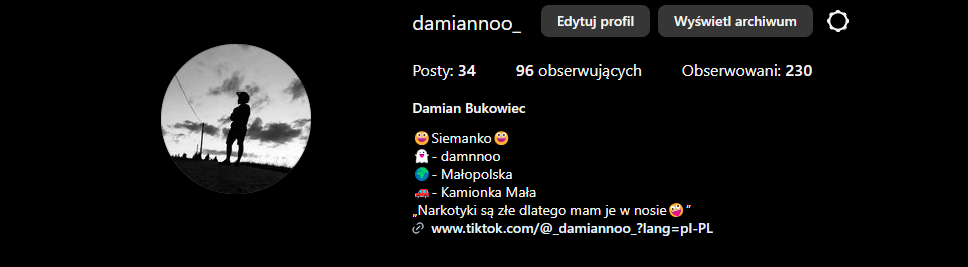 damiannoo_ Edytuj profil Wyświetl archiwum
Posty: 34 96 obserwujących Obserwowani: 230
Damian Bukowiec
😀Siemanko😀
👻 - damnnoo
🌍 - Małopolska
🚗 - Kamionka Mała
„Narkotyki są złe dlatego mam je w nosie🤪”
www.tiktok.com/@_damiannoo_?lang=pl-PL